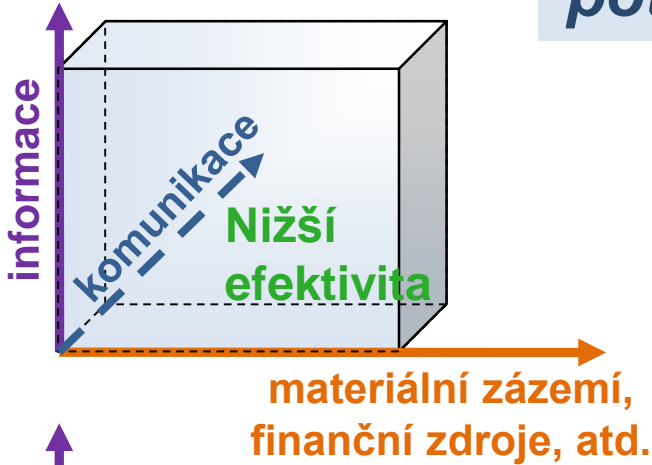 informace
komunikace
Nižší
efektivita
materiální zázemí,
finanční zdroje, atd.